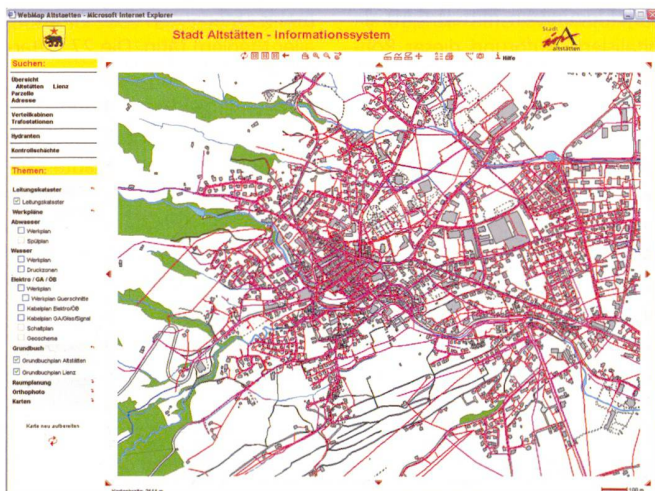 WebMap Altstaetten - Microsoft Internet Explorer
Stadt Altstätten - Informationssystem
Stadt
Altstätten
Hilfe
Suchen:
Übersicht
Altstätten Lienz
Parzelle
Adresse
Verteilkabinen
Trafostationen
Hydranten
Kontrollschächte
Themen:
Leitungskataster
Leitungskataster
Werkpläne
Abwasser
Werkplan
Spülplan
Wasser
Werkplan
Druckzonen
Elektro / GA / ÖB
Werkplan
Werkplan Querschnitte
Kabelplan Elektro/ÖB
Kabelplan GA/Glas/Signal
Schaltplan
Geoschema
Grundbuch
Grundbuchplan Altstätten
Grundbuchplan Lienz
Raumplanung
Orthophoto
Karten
Karte neu aufbereiten
100 m